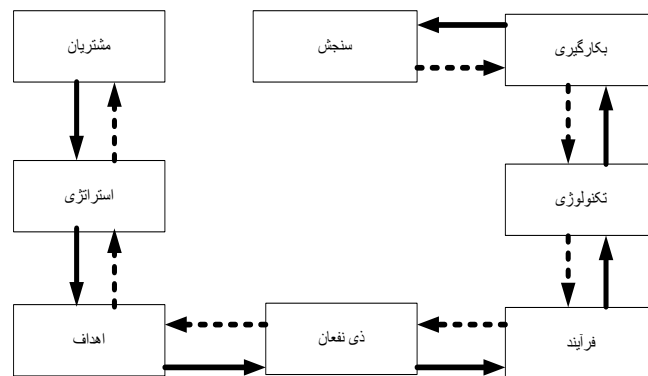 بکارگیری
سنجش
مشتریان
تکنولوژی
استراتژی
فرآیند
ذی نفعان
اهداف